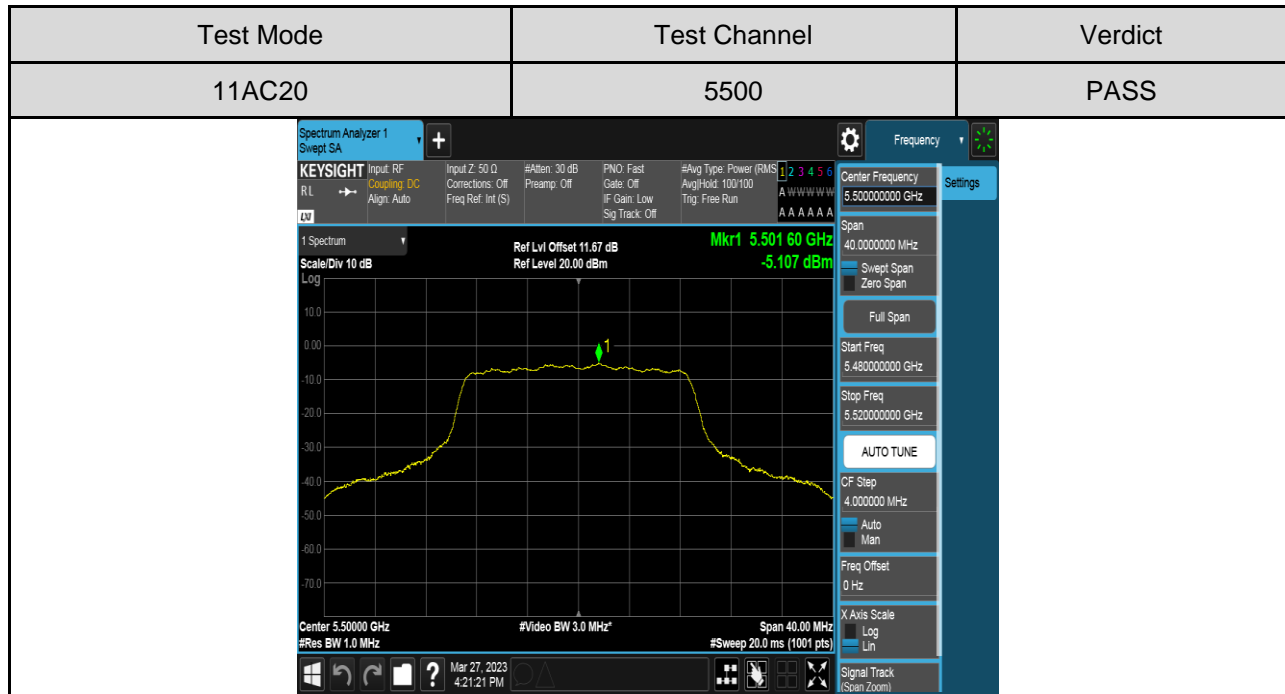 Test Mode Test Channel Verdict
11AC20 5500 PASS
Spectrum Analyzer 1
Swept SA
+
Frequency
KEYSIGHT
RL
LXI
Input: RF
Coupling: DC
Align: Auto
Input Z: 50 Ω
Corrections: Off
Freq Ref: Int (S)
#Atten: 30 dB
Preamp: Off
PNO: Fast
Gate: Off
IF Gain: Low
Sig Track: Off
#Avg Type: Power (RMS
Avg|Hold: 100/100
Trig: Free Run
1 2 3 4 5 6
A W W W W W
A A A A A A
1 Spectrum
Scale/Div 10 dB
Ref Lvl Offset 11.67 dB
Ref Level 20.00 dBm
Mkr1 5.501 60 GHz
-5.107 dBm
Log
10.0
0.00
-10.0
-20.0
-30.0
-40.0
-50.0
-60.0
-70.0
1
Center 5.50000 GHz
#Res BW 1.0 MHz
#Video BW 3.0 MHz*
Span 40.00 MHz
#Sweep 20.0 ms (1001 pts)
?
Mar 27, 2023
4:21:21 PM
Center Frequency
5.500000000 GHz
Settings
Span
40.0000000 MHz
Swept Span
Zero Span
Full Span
Start Freq
5.480000000 GHz
Stop Freq
5.520000000 GHz
AUTO TUNE
CF Step
4.000000 MHz
Auto
Man
Freq Offset
0 Hz
X Axis Scale
Log
Lin
Signal Track
(Span Zoom)